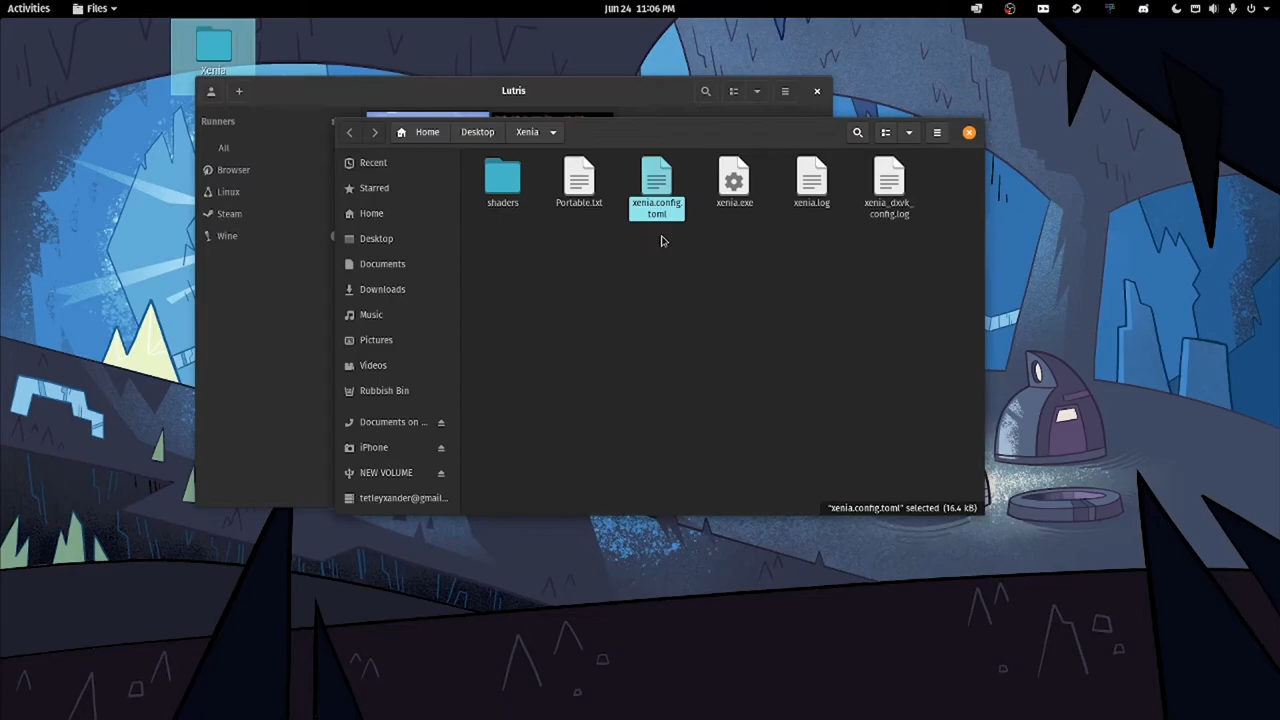 Activities
Files
Jun 24 11:06 PM
Xenia
Lutris
Runners
All
Browser
Linux
Steam
Wine
Home
Desktop
Xenia
Recent
Starred
Home
Desktop
Documents
Downloads
Music
Pictures
Videos
Rubbish Bin
Documents on ...
iPhone
NEW VOLUME
tetleyxander@gmail...
shaders
Portable.txt
xenia.config.
toml
xenia.exe
xenia.log
xenia_dxvk_
config.log
"xenia.config.toml" selected (16.4 kB)